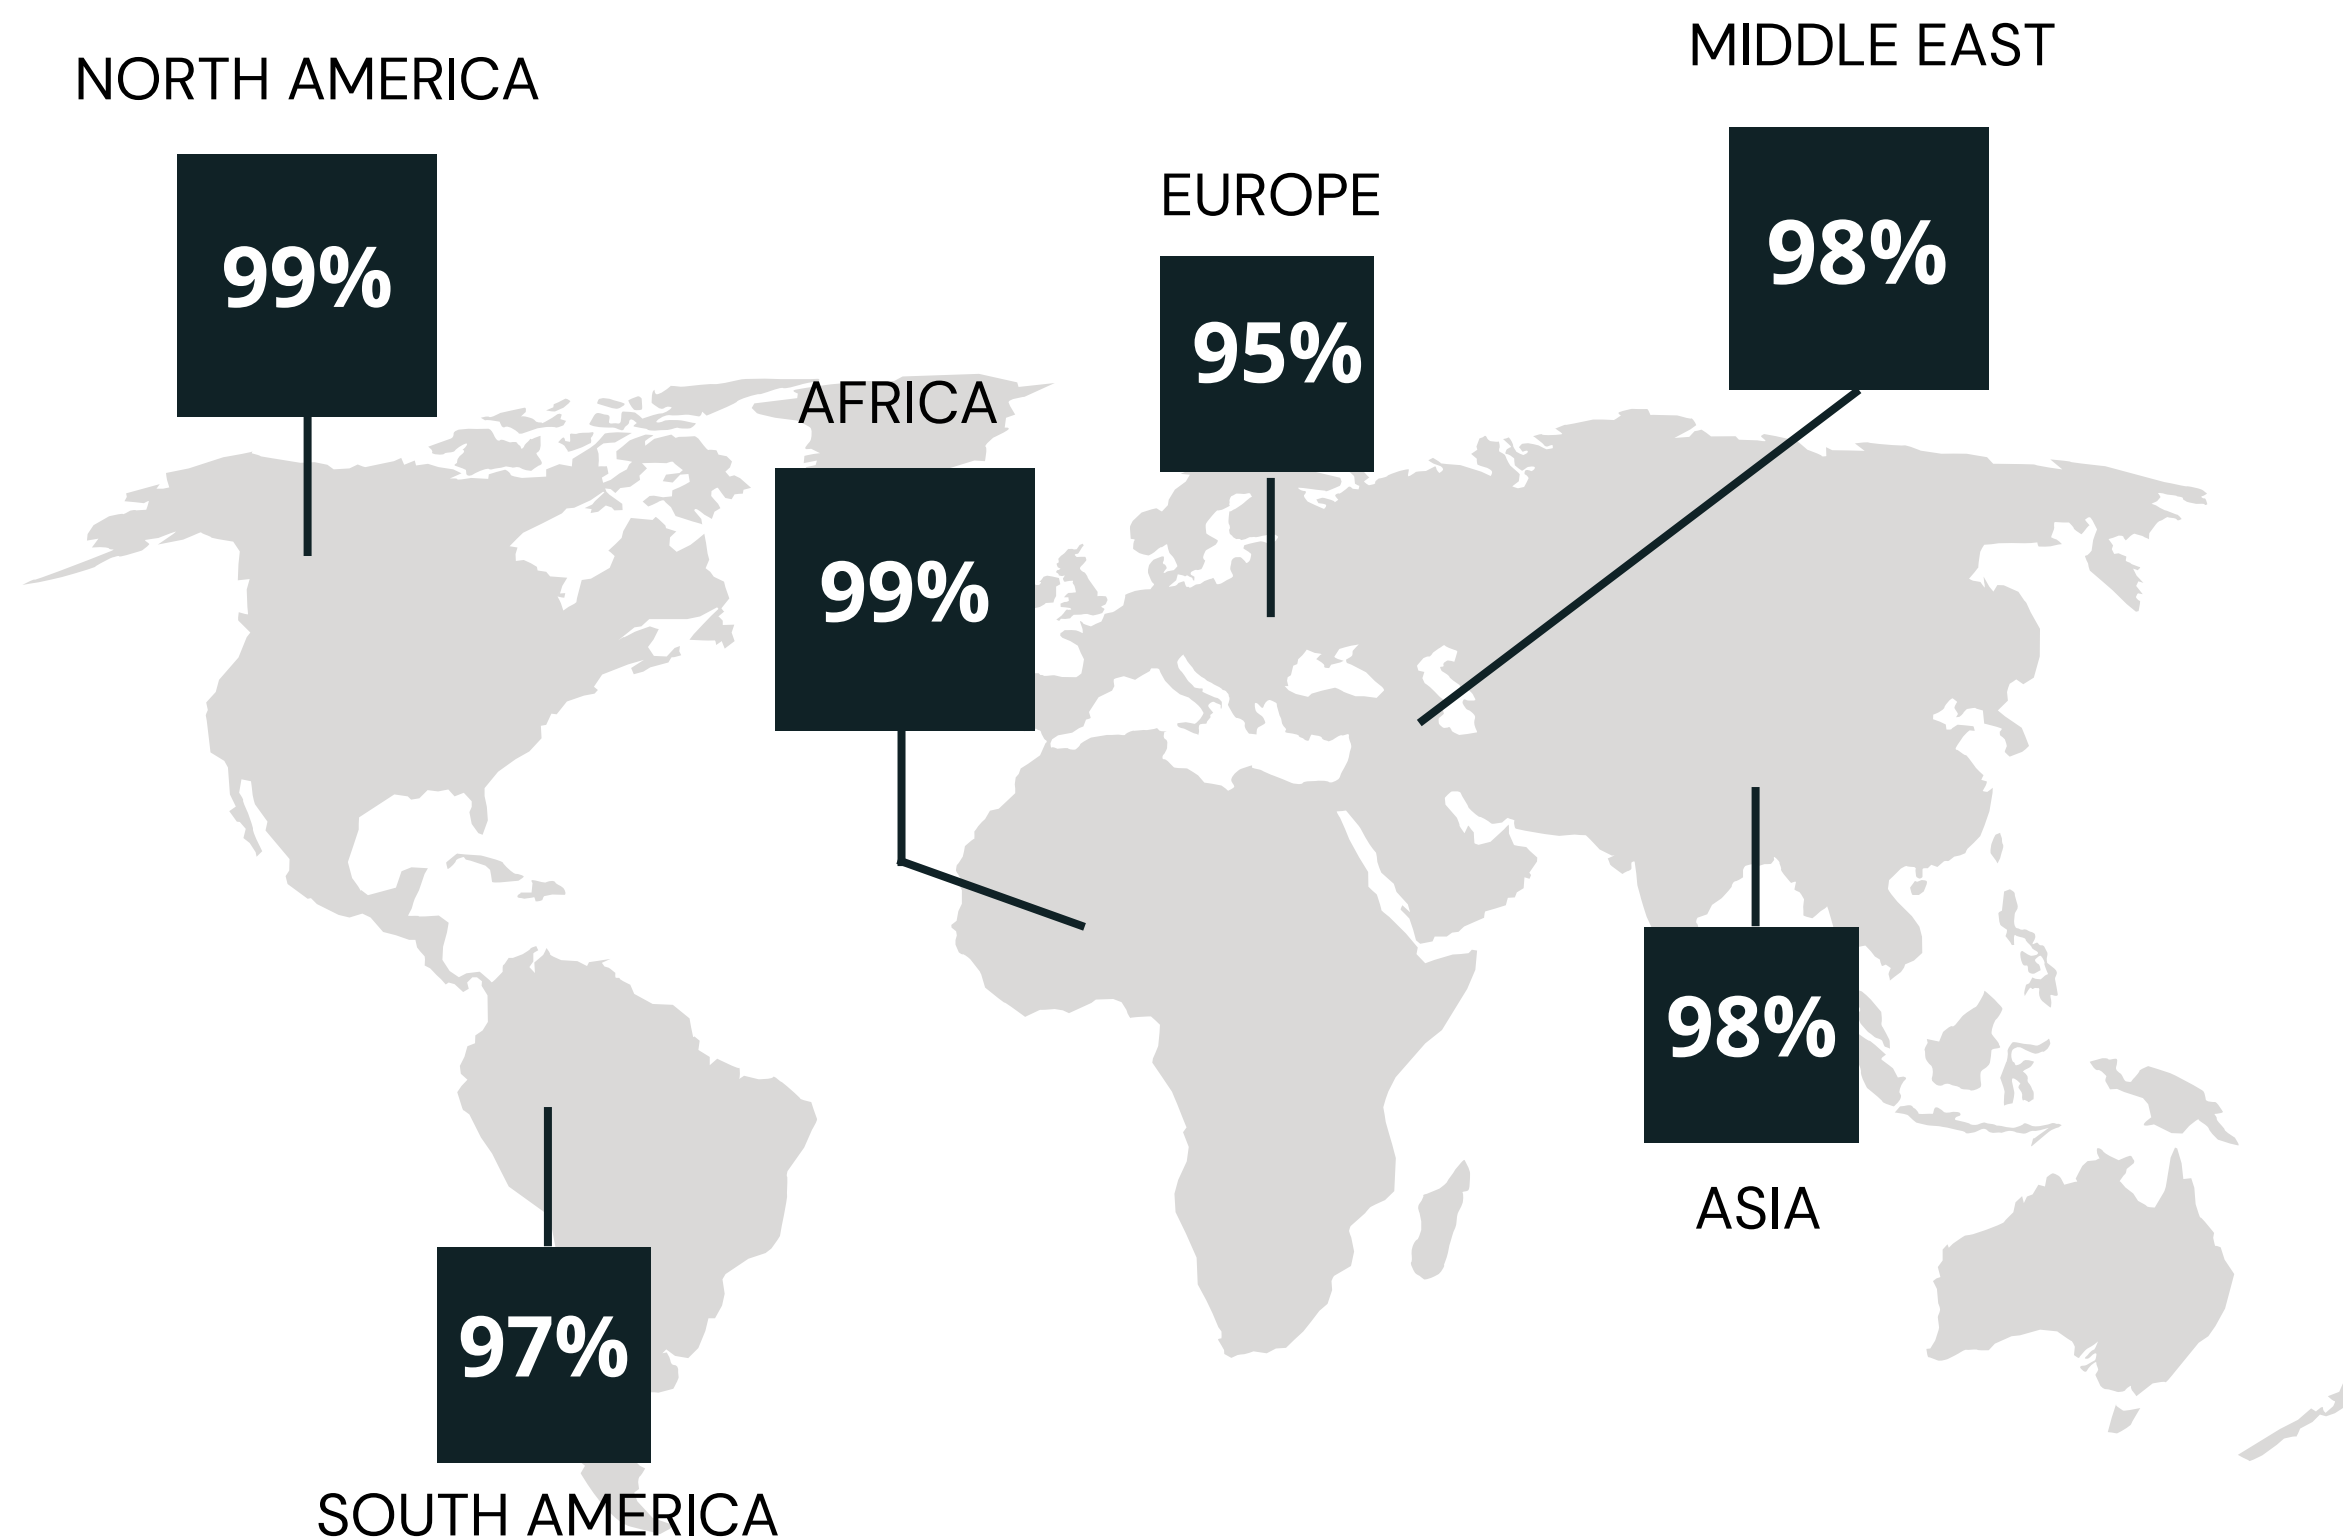 NORTH AMERICA
99%
AFRICA
99%
EUROPE
95%
MIDDLE EAST
98%
98%
ASIA
97%
SOUTH AMERICA